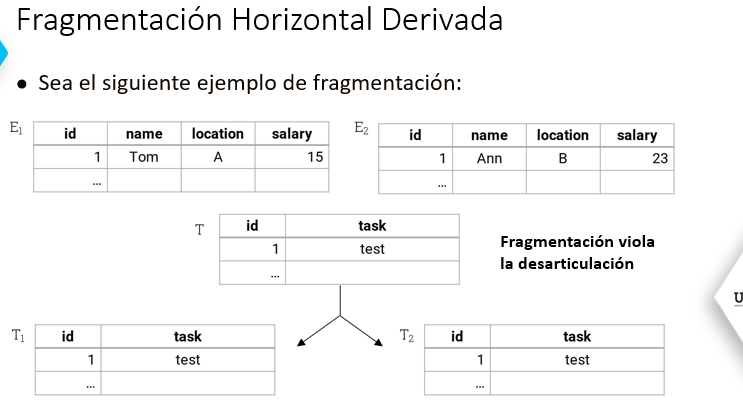 Fragmentación Horizontal Derivada
● Sea el siguiente ejemplo de fragmentación:
E₁
id name location salary
1 Tom A 15
...
E₂
id name location salary
1 Ann B 23
...
T
id task
1 test
...
Fragmentación viola
la desarticulación
U
T₁
id task
1 test
...
T₂
id task
1 test
...